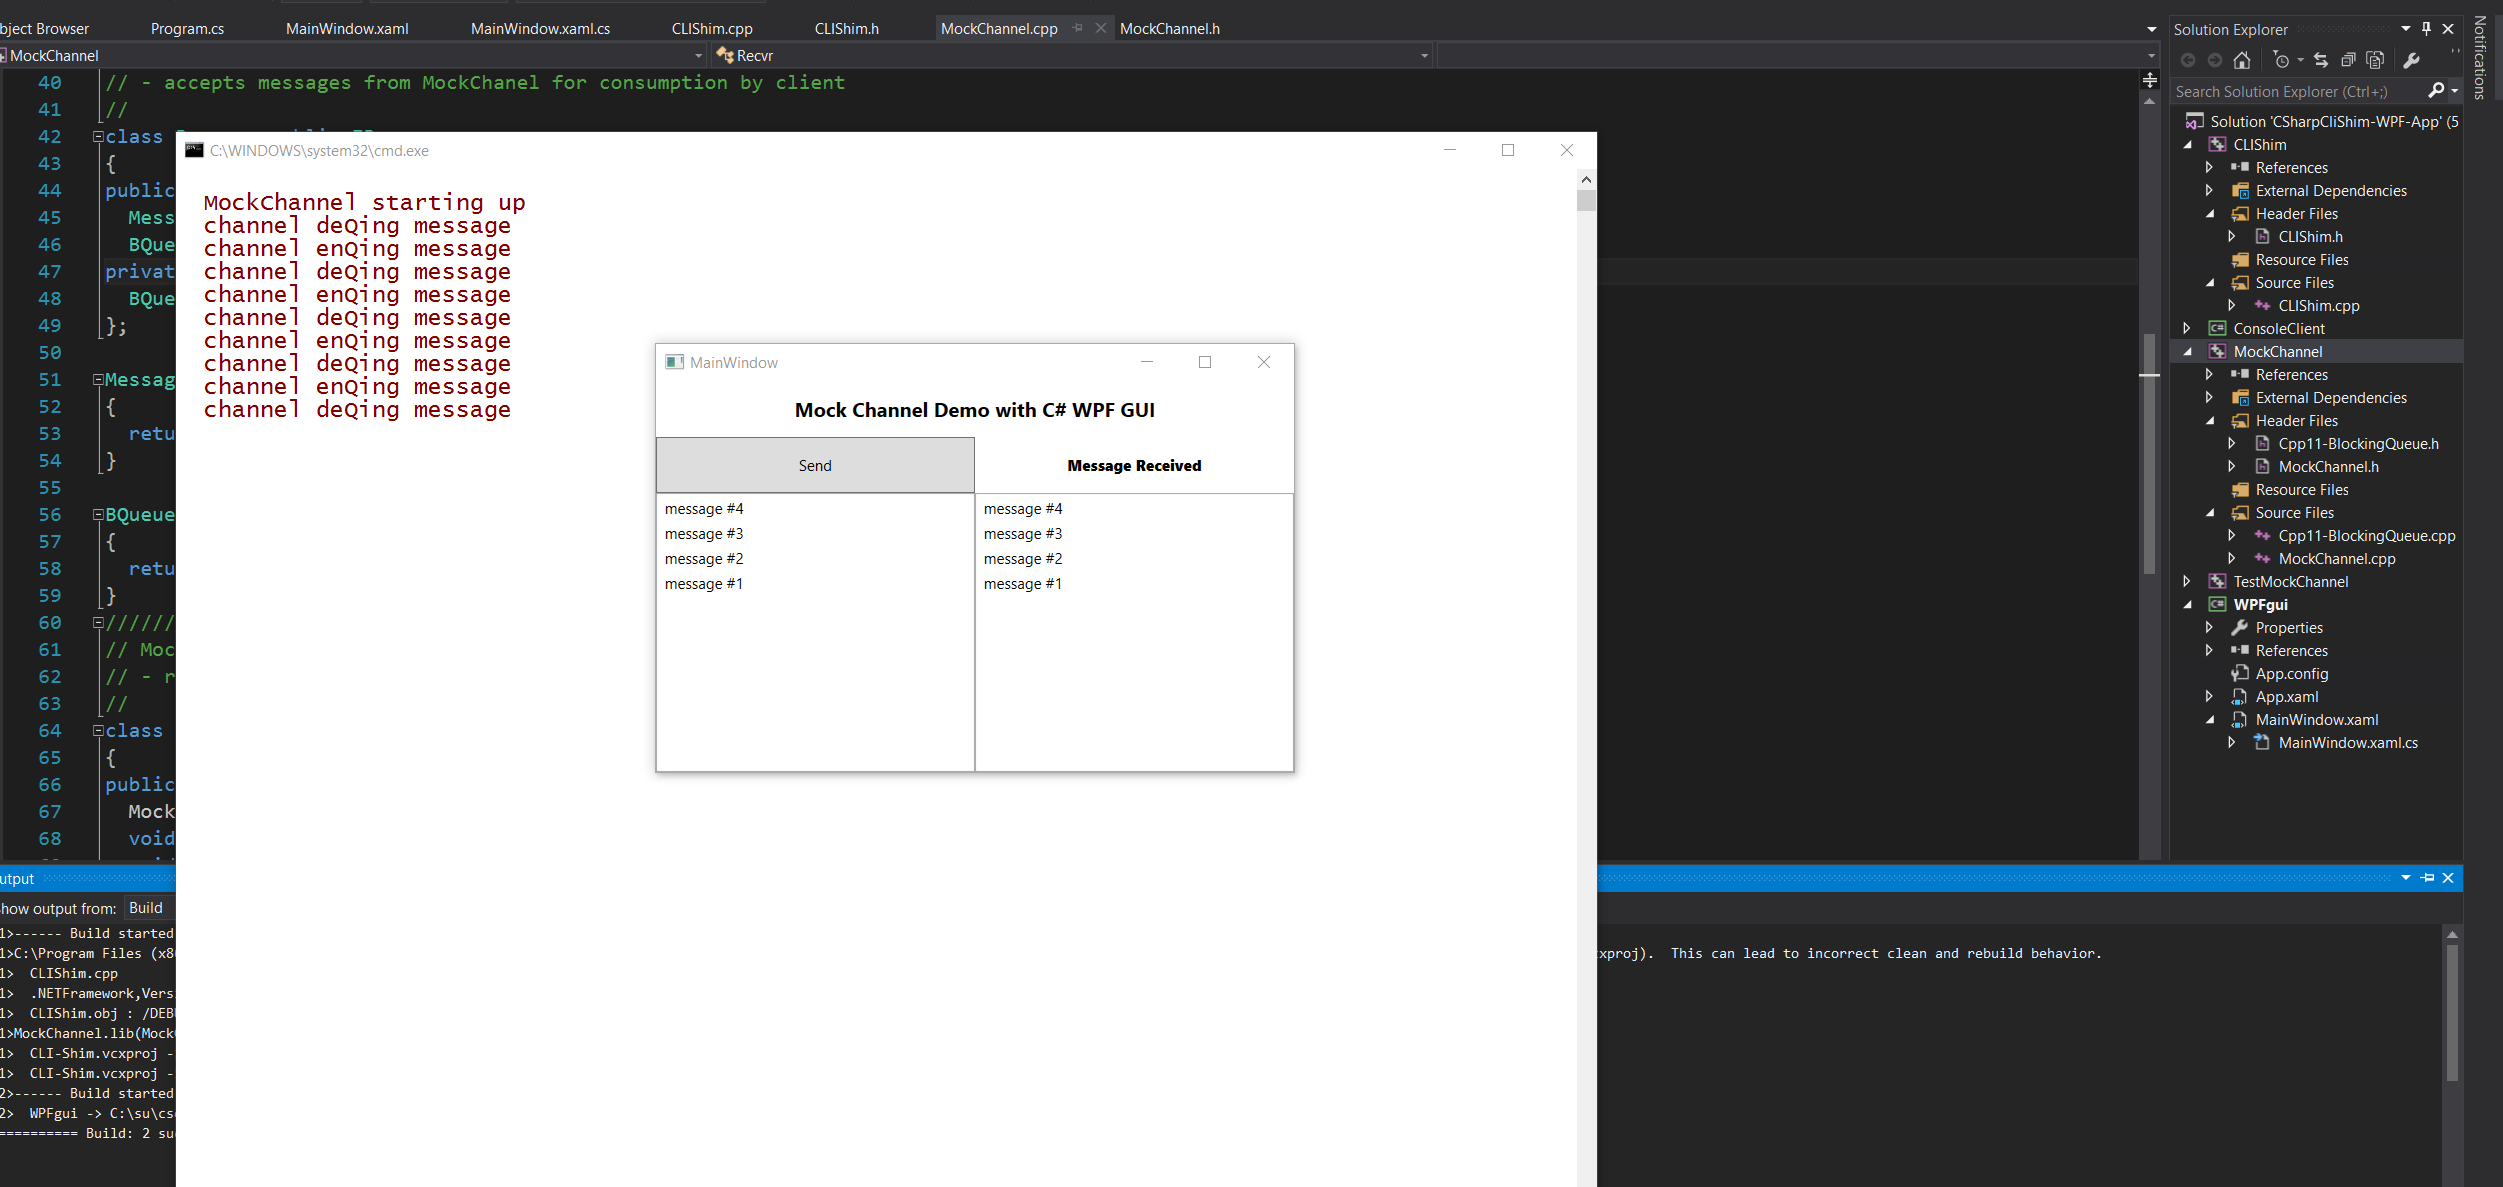 bject Browser
Program.cs
MainWindow.xaml
MainWindow.xaml.cs
CLIShim.cpp
CLIShim.h
MockChannel.cpp
MockChannel.h
MockChannel
Recvr
40 // - accepts messages from MockChanel for consumption by client
41 //
42 class
43 {
44 public
45 Mess
46 BQue
47 privat
48 BQue
49 };
50
51 Messag
52 {
53 retu
54 }
55
56 BQueue
57 {
58 retu
59 }
60 //////
61 // Moc
62 // - r
63 //
64 class
65 {
66 public
67 Mock
68 void
C:\WINDOWS\system32\cmd.exe
MockChannel starting up
channel deQing message
channel enQing message
channel deQing message
channel enQing message
channel deQing message
channel enQing message
channel deQing message
channel enQing message
channel deQing message
MainWindow
Mock Channel Demo with C# WPF GUI
Send
Message Received
message #4
message #3
message #2
message #1
message #4
message #3
message #2
message #1
Solution Explorer
Search Solution Explorer (Ctrl+;)
Solution 'CSharpCliShim-WPF-App' (5
CLIShim
References
External Dependencies
Header Files
CLIShim.h
Resource Files
Source Files
CLIShim.cpp
ConsoleClient
MockChannel
References
External Dependencies
Header Files
Cpp11-BlockingQueue.h
MockChannel.h
Resource Files
Source Files
Cpp11-BlockingQueue.cpp
MockChannel.cpp
TestMockChannel
WPFgui
Properties
References
App.config
App.xaml
MainWindow.xaml
MainWindow.xaml.cs
Notifications
utput
how output from: Build
1>------ Build started
1>C:\Program Files (x8
xproj). This can lead to incorrect clean and rebuild behavior.
1> CLIShim.cpp
1> .NETFramework,Versi
1> CLIShim.obj : /DEB
1>MockChannel.lib(Mock
1> CLI-Shim.vcxproj -
1> CLI-Shim.vcxproj -
2>------ Build started
2> WPFgui -> C:\su\cs
========== Build: 2 su